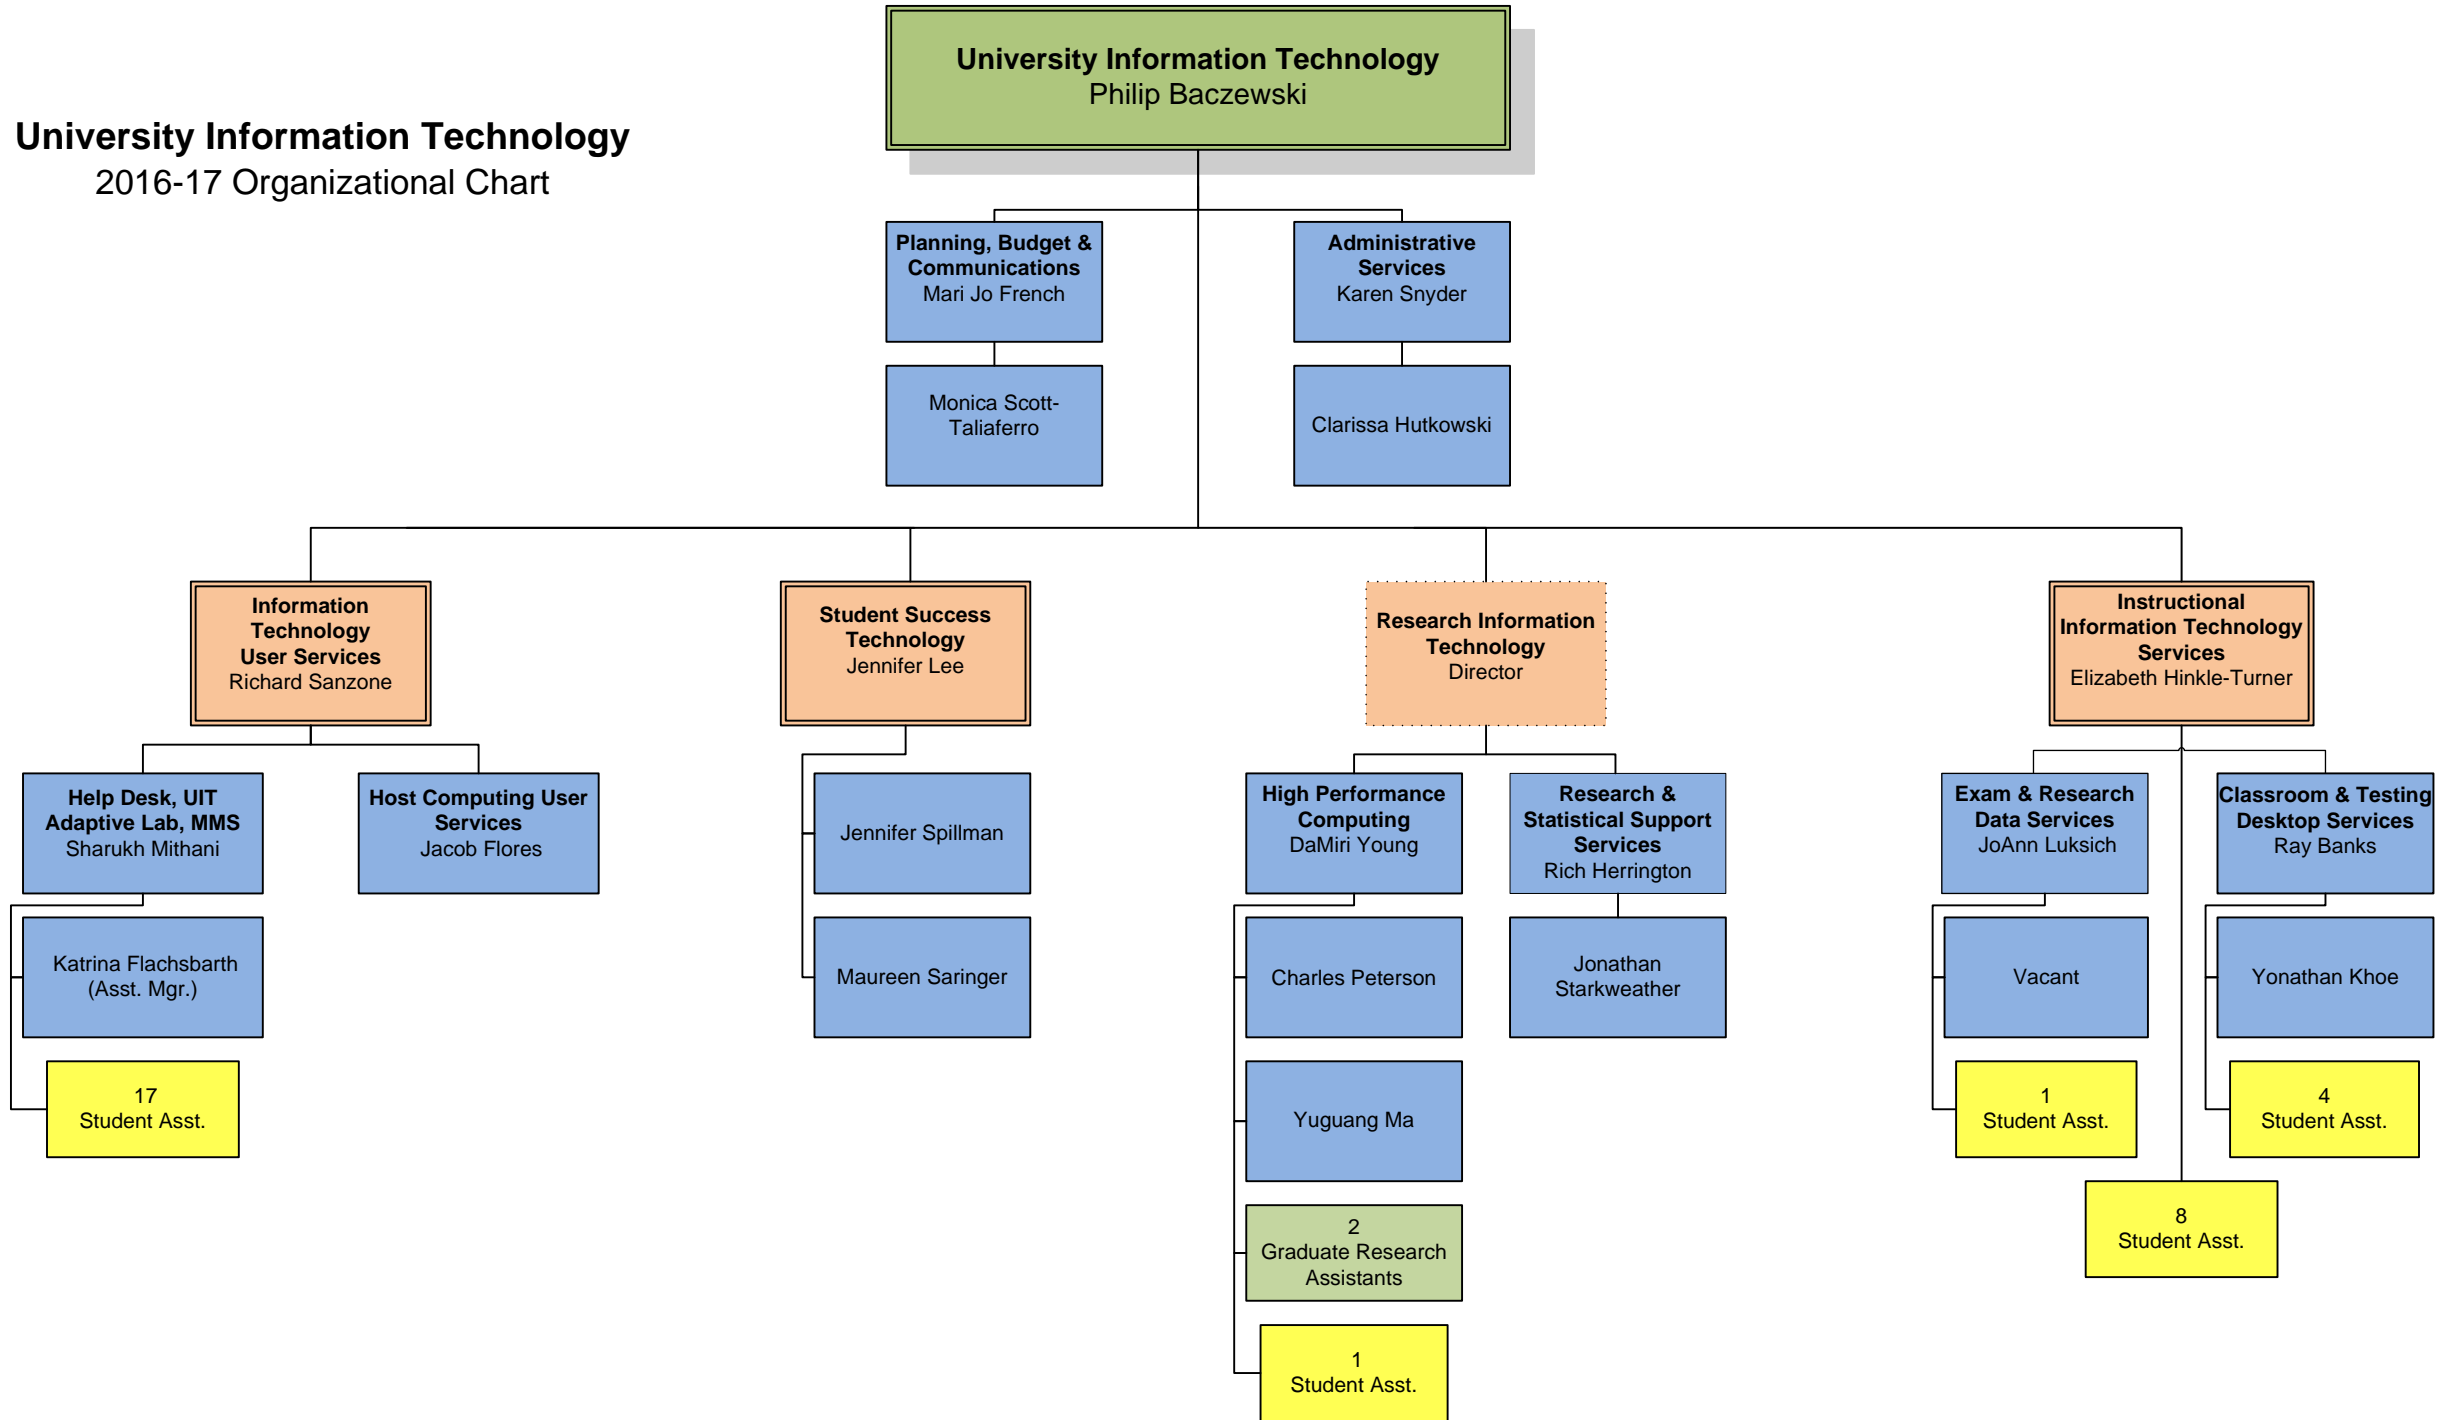 University Information Technology
Philip Baczewski
University Information Technology
2016-17 Organizational Chart
Planning, Budget &
Communications
Mari Jo French
Administrative
Services
Karen Snyder
Monica Scott-
Taliaferro
Clarissa Hutkowski
Information
Technology
User Services
Richard Sanzone
Student Success
Technology
Jennifer Lee
Research Information
Technology
Director
Instructional
Information Technology
Services
Elizabeth Hinkle-Turner
Help Desk, UIT
Adaptive Lab, MMS
Sharukh Mithani
Host Computing User
Services
Jacob Flores
Jennifer Spillman
High Performance
Computing
DaMiri Young
Research &
Statistical Support
Services
Rich Herrington
Exam & Research
Data Services
JoAnn Luksich
Classroom & Testing
Desktop Services
Ray Banks
Katrina Flachsbarth
(Asst. Mgr.)
Maureen Saringer
Charles Peterson
Jonathan
Starkweather
Vacant
Yonathan Khoe
17
Student Asst.
Yuguang Ma
1
Student Asst.
4
Student Asst.
2
Graduate Research
Assistants
8
Student Asst.
1
Student Asst.